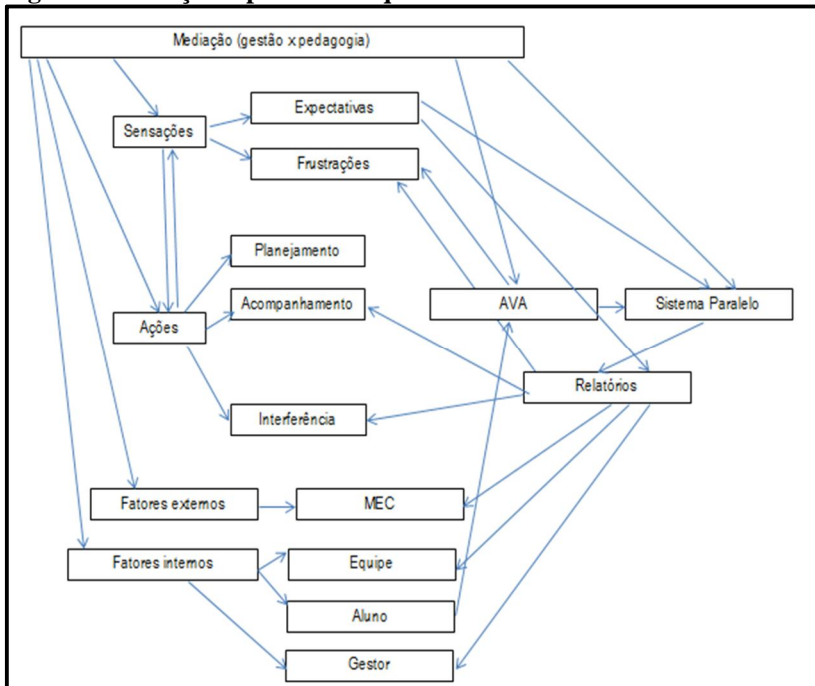 Mediação (gestão x pedagogia)
Expectativas
Sensações
Frustrações
Planejamento
Acompanhamento
AVA
Sistema Paralelo
Ações
Relatórios
Interferência
Fatores externos
MEC
Fatores internos
Equipe
Aluno
Gestor